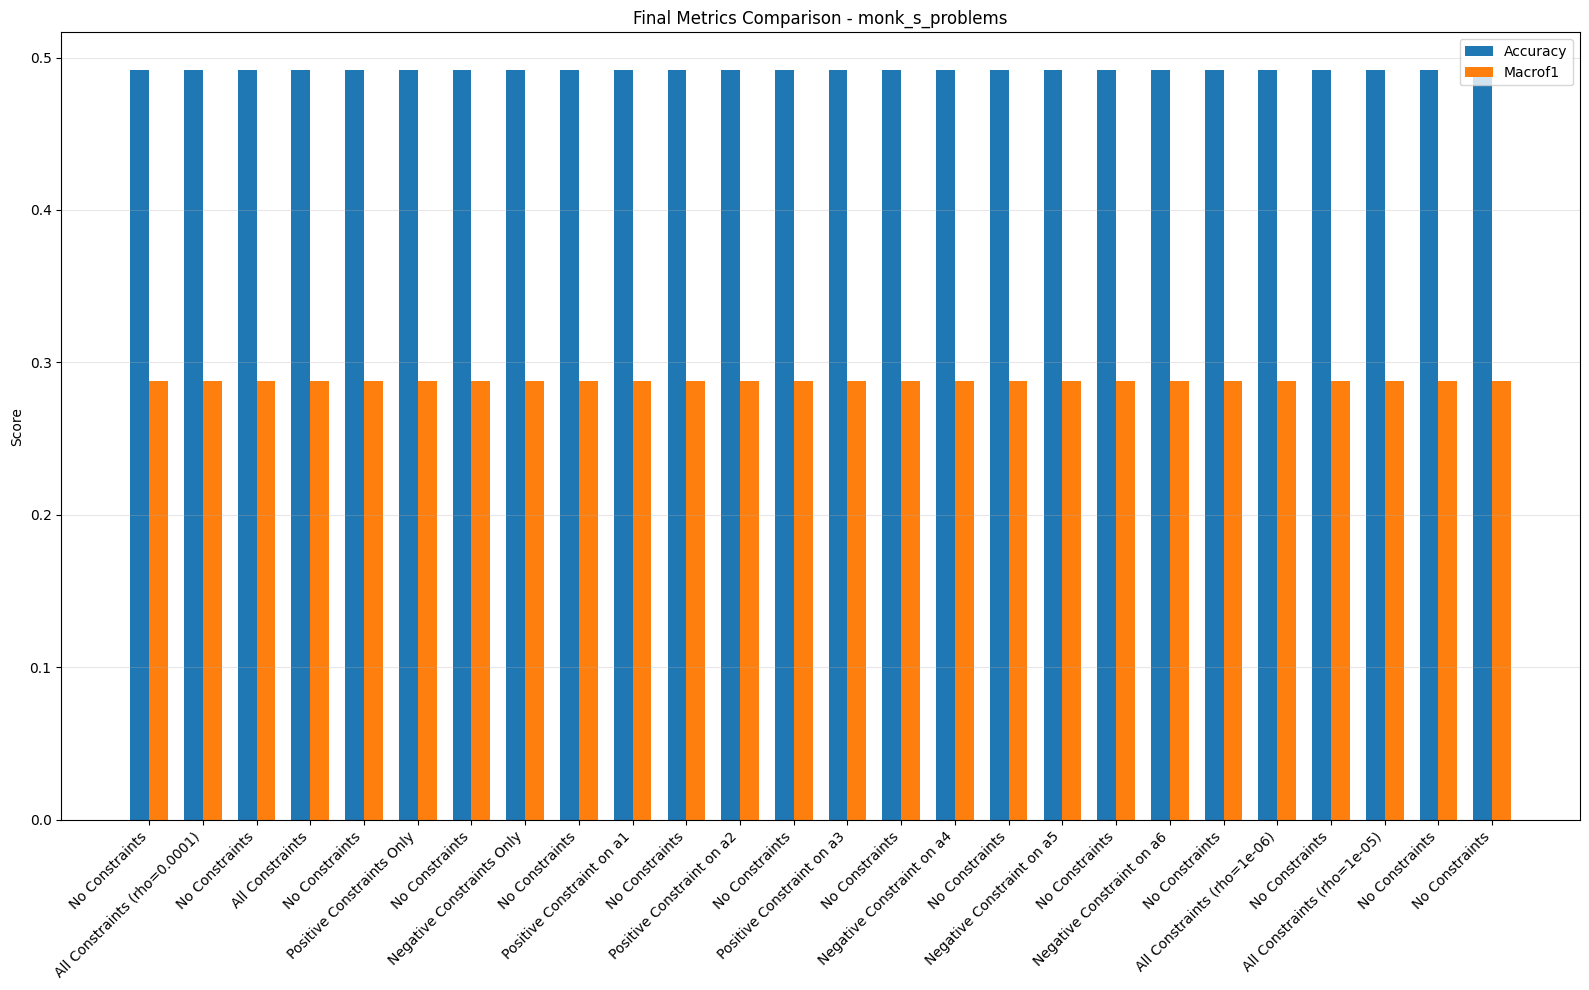 Final Metrics Comparison - monk_s_problems
Accuracy
Macrof1
Score
0.5
0.4
0.3
0.2
0.1
0.0
No Constraints
All Constraints (rho=0.0001)
No Constraints
All Constraints
No Constraints
Positive Constraints Only
No Constraints
Negative Constraints Only
No Constraints
Positive Constraint on a1
No Constraints
Positive Constraint on a2
No Constraints
Positive Constraint on a3
No Constraints
Negative Constraint on a4
No Constraints
Negative Constraint on a5
No Constraints
Negative Constraint on a6
No Constraints
All Constraints (rho=1e-06)
No Constraints
All Constraints (rho=1e-05)
No Constraints
No Constraints